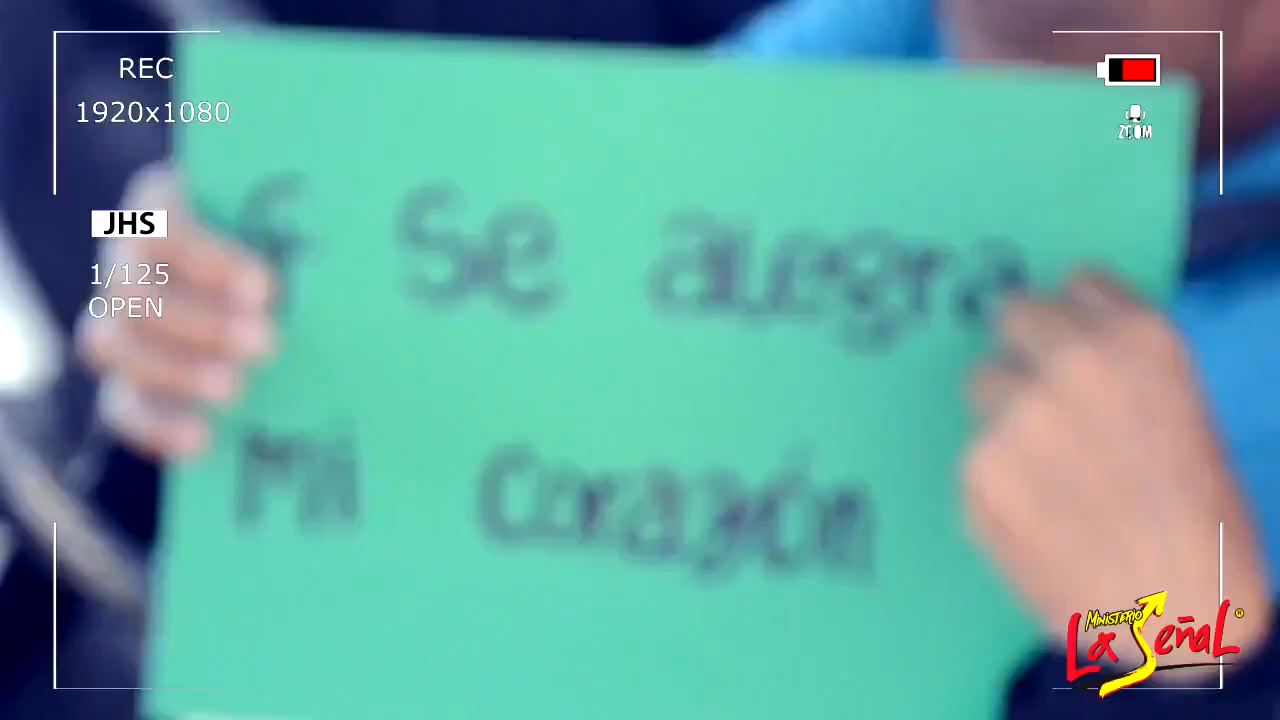 REC
1920x1080
ZOOM
JHS
1/125
OPEN
Y se alegra
Mi corazón
MINISTERIO
La Señal